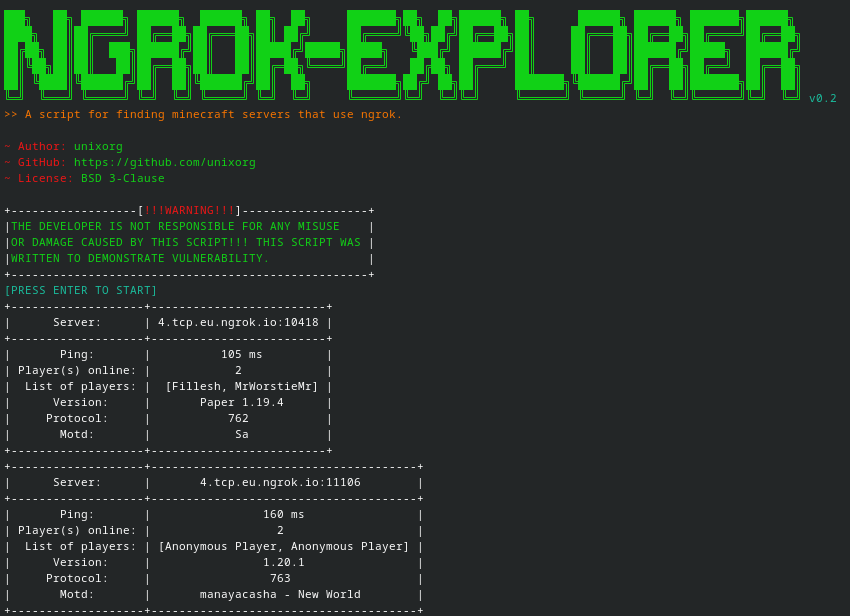 NGROK-EXPLORER v0.2
>> A script for finding minecraft servers that use ngrok.
~ Author: unixorg
~ GitHub: https://github.com/unixorg
~ License: BSD 3-Clause
+------------------[!!!WARNING!!!]------------------+
|THE DEVELOPER IS NOT RESPONSIBLE FOR ANY MISUSE    |
|OR DAMAGE CAUSED BY THIS SCRIPT!!! THIS SCRIPT WAS |
|WRITTEN TO DEMONSTRATE VULNERABILITY.              |
+---------------------------------------------------+
[PRESS ENTER TO START]
+-------------------+-------------------------+
|      Server:      | 4.tcp.eu.ngrok.io:10418 |
+-------------------+-------------------------+
|       Ping:       |          105 ms         |
| Player(s) online: |            2            |
|  List of players: |  [Fillesh, MrWorstieMr] |
|      Version:     |       Paper 1.19.4      |
|     Protocol:     |           762           |
|       Motd:       |            Sa           |
+-------------------+-------------------------+
+-------------------+--------------------------------------+
|      Server:      |       4.tcp.eu.ngrok.io:11106        |
+-------------------+--------------------------------------+
|       Ping:       |                160 ms                |
| Player(s) online: |                  2                   |
|  List of players: | [Anonymous Player, Anonymous Player] |
|      Version:     |                1.20.1                |
|     Protocol:     |                 763                  |
|       Motd:       |       manayacasha - New World        |
+-------------------+--------------------------------------+